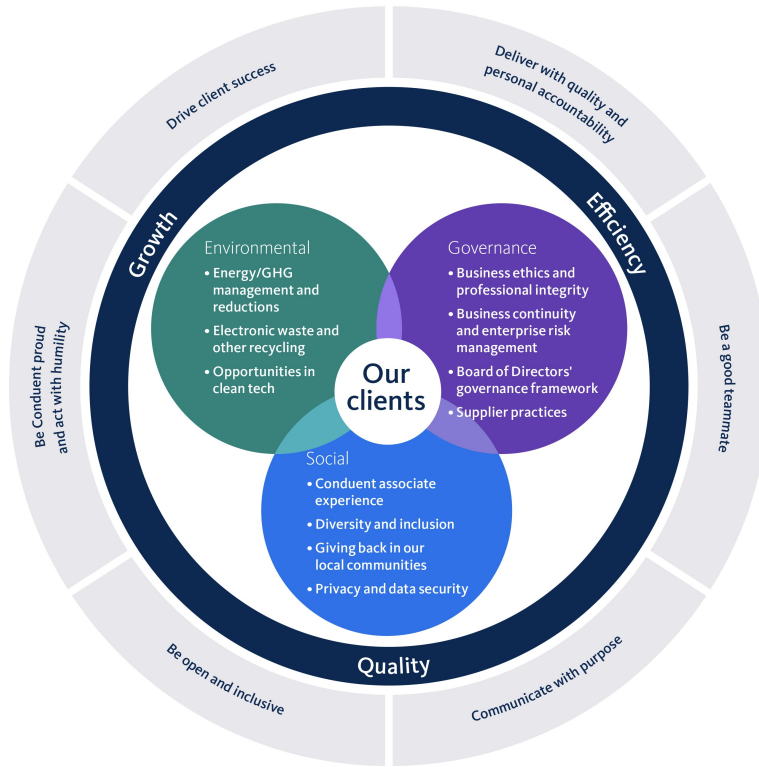 Drive client success
Deliver with quality and
personal accountability
Growth
Efficiency
Environmental
• Energy/GHG
management and
reductions
• Electronic waste and
other recycling
• Opportunities in
clean tech
Governance
• Business ethics and
professional integrity
• Business continuity
and enterprise risk
management
• Board of Directors'
governance framework
• Supplier practices
Our
clients
Be Conduent proud
and act with humility
Be a good teammate
Social
• Conduent associate
experience
• Diversity and inclusion
• Giving back in our
local communities
• Privacy and data security
Quality
Be open and inclusive
Communicate with purpose